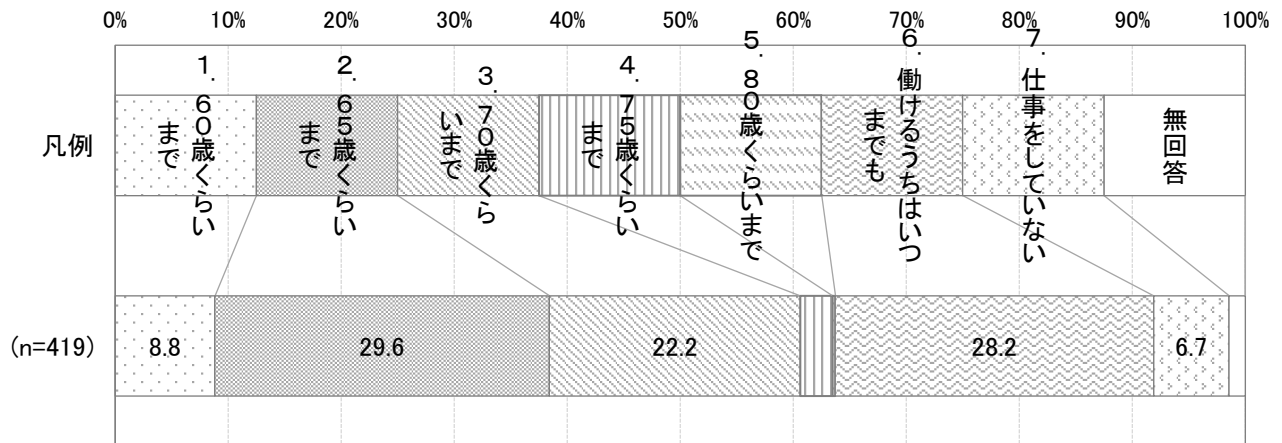 0% 10% 20% 30% 40% 50% 60% 70% 80% 90% 100%
凡例
1．60歳くらい
まで
2．65歳くらい
まで
3．70歳くら
いまで
4．75歳くらい
まで
5．80歳くらいまで
6．働けるうちはいつ
までも
7．仕事をしていない
無回答
(n=419) 8.8 29.6 22.2 28.2 6.7